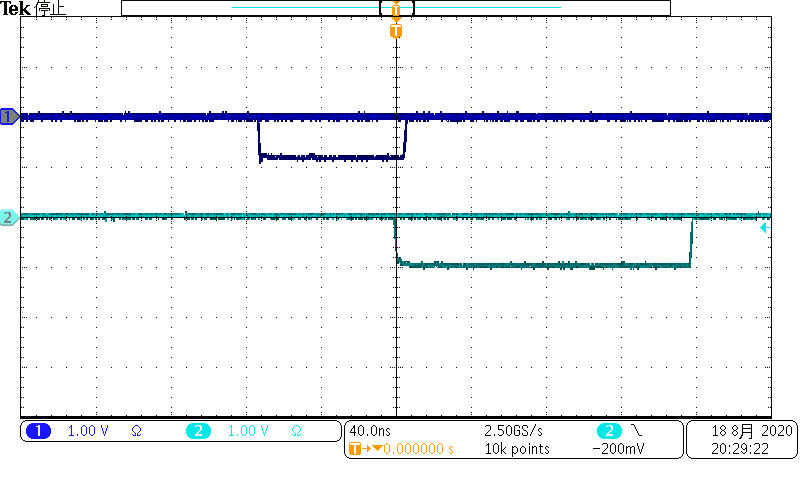 Tek 停止
T
T
1
2
1 1.00 V Ω 2 1.00 V Ω
40.0ns 2.50GS/s 2 \
T→▼0.000000 s 10k points −200mV
18 8月 2020
20:29:22